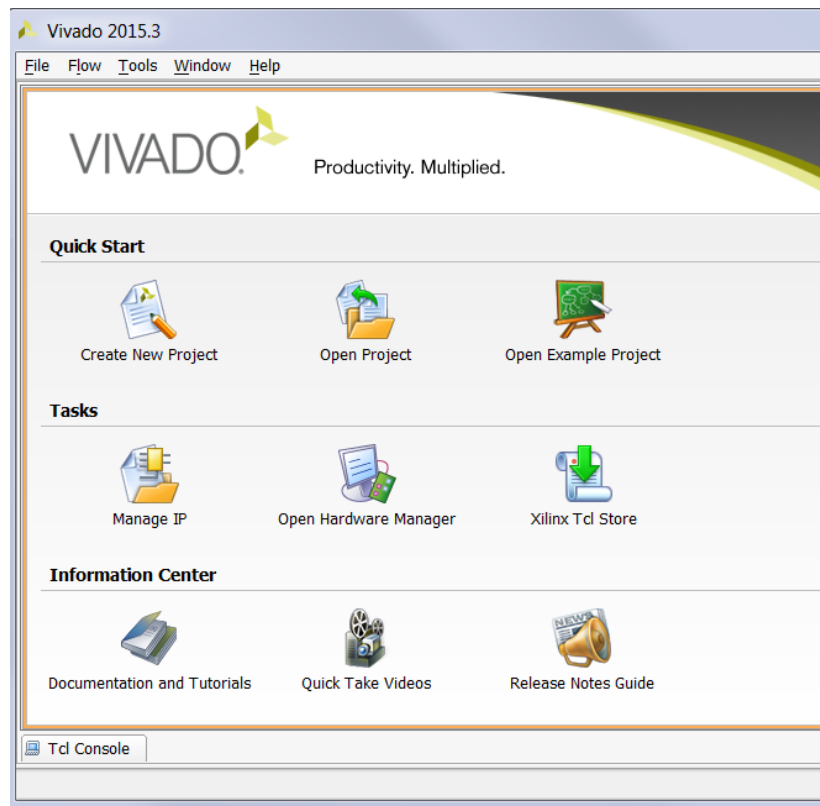 Vivado 2015.3
File Flow Tools Window Help
VIVADO. Productivity. Multiplied.
Quick Start
Create New Project Open Project Open Example Project
Tasks
Manage IP Open Hardware Manager Xilinx Tcl Store
Information Center
NEWS
Documentation and Tutorials Quick Take Videos Release Notes Guide
Tcl Console